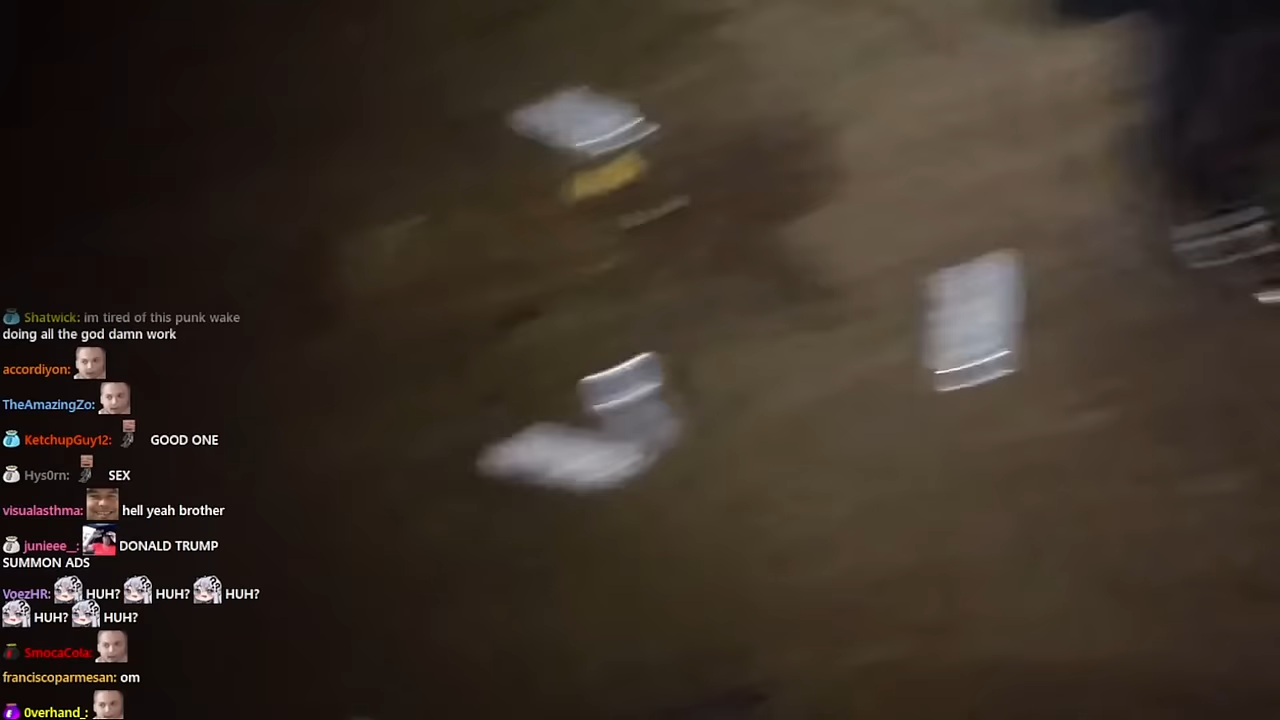 Shatwick: im tired of this punk wake
doing all the god damn work
accordiyon:
TheAmazingZo:
KetchupGuy12: GOOD ONE
Hys0rn: SEX
visualasthma: hell yeah brother
junieee_: DONALD TRUMP
SUMMON ADS
VoezHR: HUH? HUH? HUH?
HUH? HUH?
SmocaCola:
franciscoparmesan: om
0verhand_: